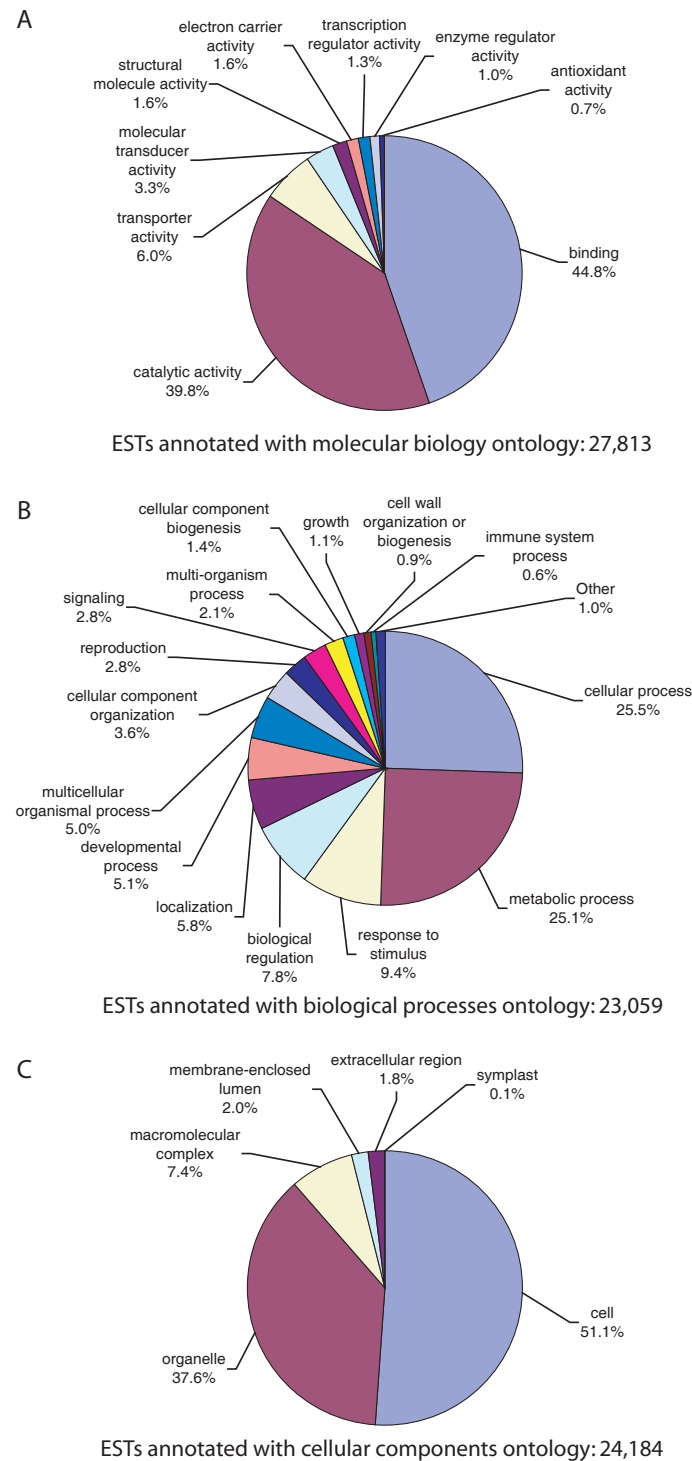 A
electron carrier
activity
1.6%
transcription
regulator activity
1.3%
enzyme regulator
activity
1.0%
antioxidant
activity
0.7%
structural
molecule activity
1.6%
molecular
transducer
activity
3.3%
transporter
activity
6.0%
binding
44.8%
catalytic activity
39.8%
ESTs annotated with molecular biology ontology: 27,813
B
cellular component
biogenesis
1.4%
growth
1.1%
cell wall
organization or
biogenesis
0.9%
immune system
process
0.6%
Other
1.0%
multi-organism
process
2.1%
signaling
2.8%
reproduction
2.8%
cellular component
organization
3.6%
cellular process
25.5%
multicellular
organismal process
5.0%
developmental
process
5.1%
localization
5.8%
biological
regulation
7.8%
response to
stimulus
9.4%
metabolic process
25.1%
ESTs annotated with biological processes ontology: 23,059
C
membrane-enclosed
lumen
2.0%
extracellular region
1.8%
symplast
0.1%
macromolecular
complex
7.4%
cell
51.1%
organelle
37.6%
ESTs annotated with cellular components ontology: 24,184